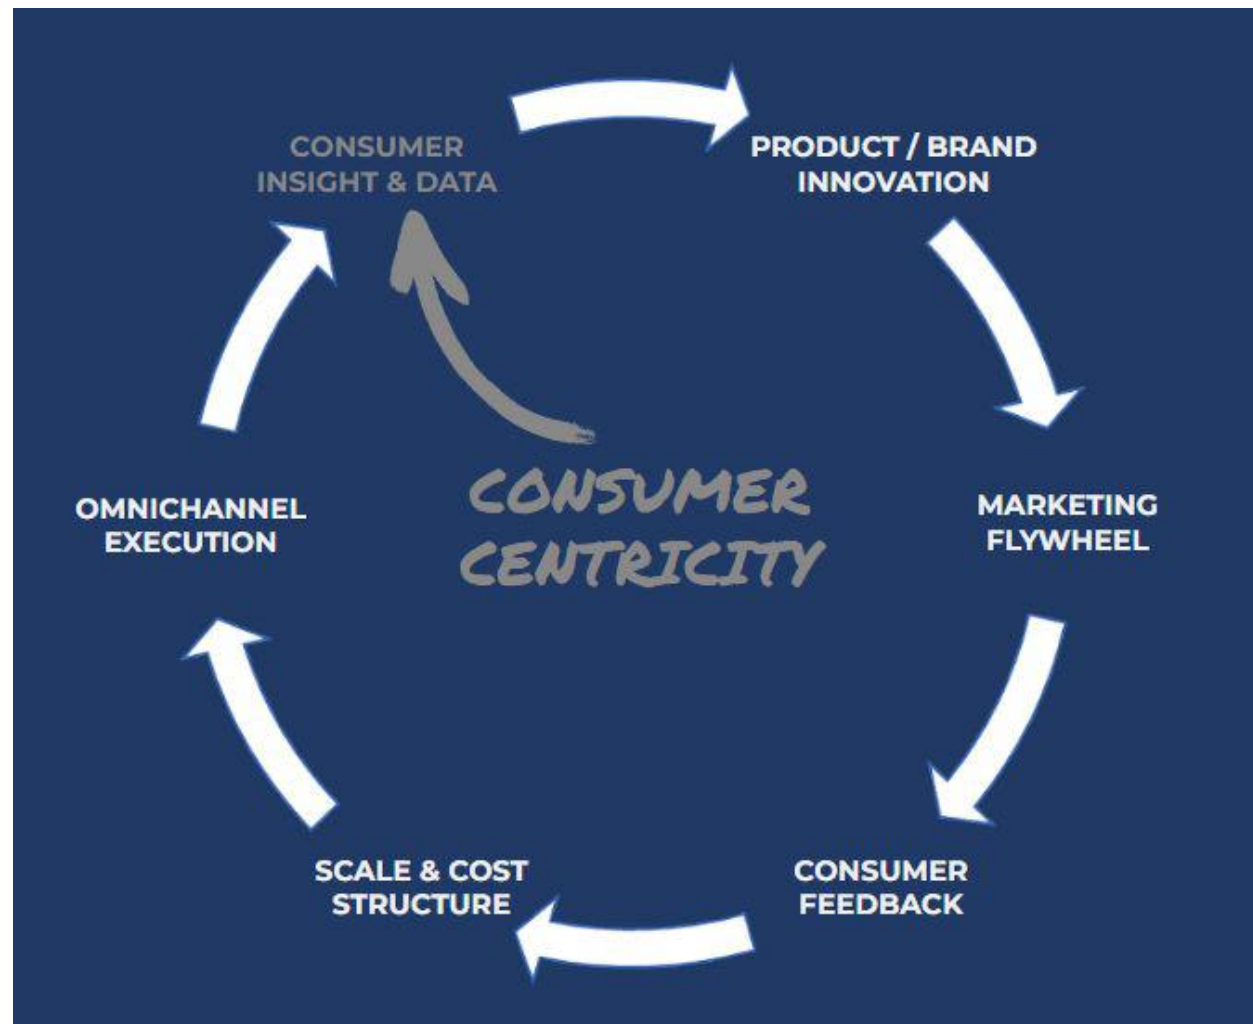 CONSUMER
INSIGHT & DATA
PRODUCT / BRAND
INNOVATION
MARKETING
FLYWHEEL
CONSUMER
FEEDBACK
SCALE & COST
STRUCTURE
OMNICHANNEL
EXECUTION
CONSUMER
CENTRICITY